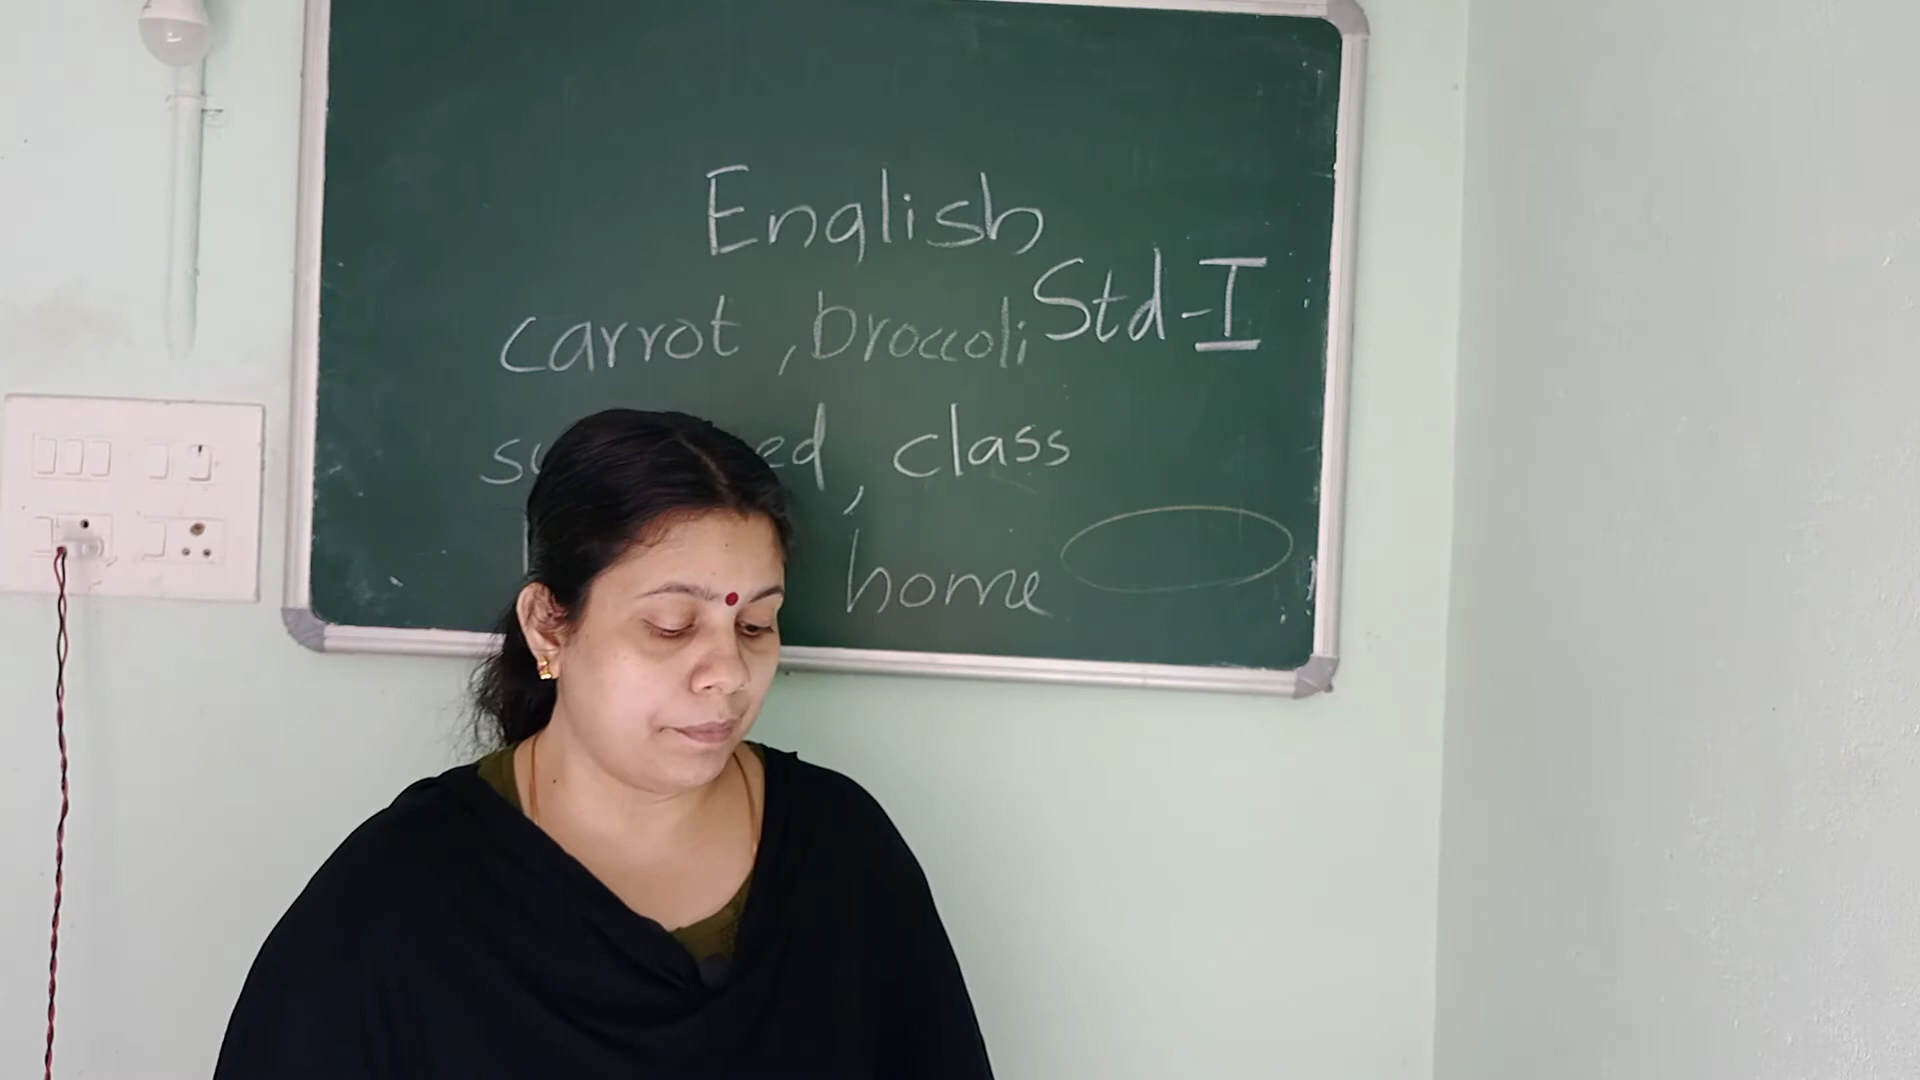 English
Std-I
carrot, broccoli
, class
home